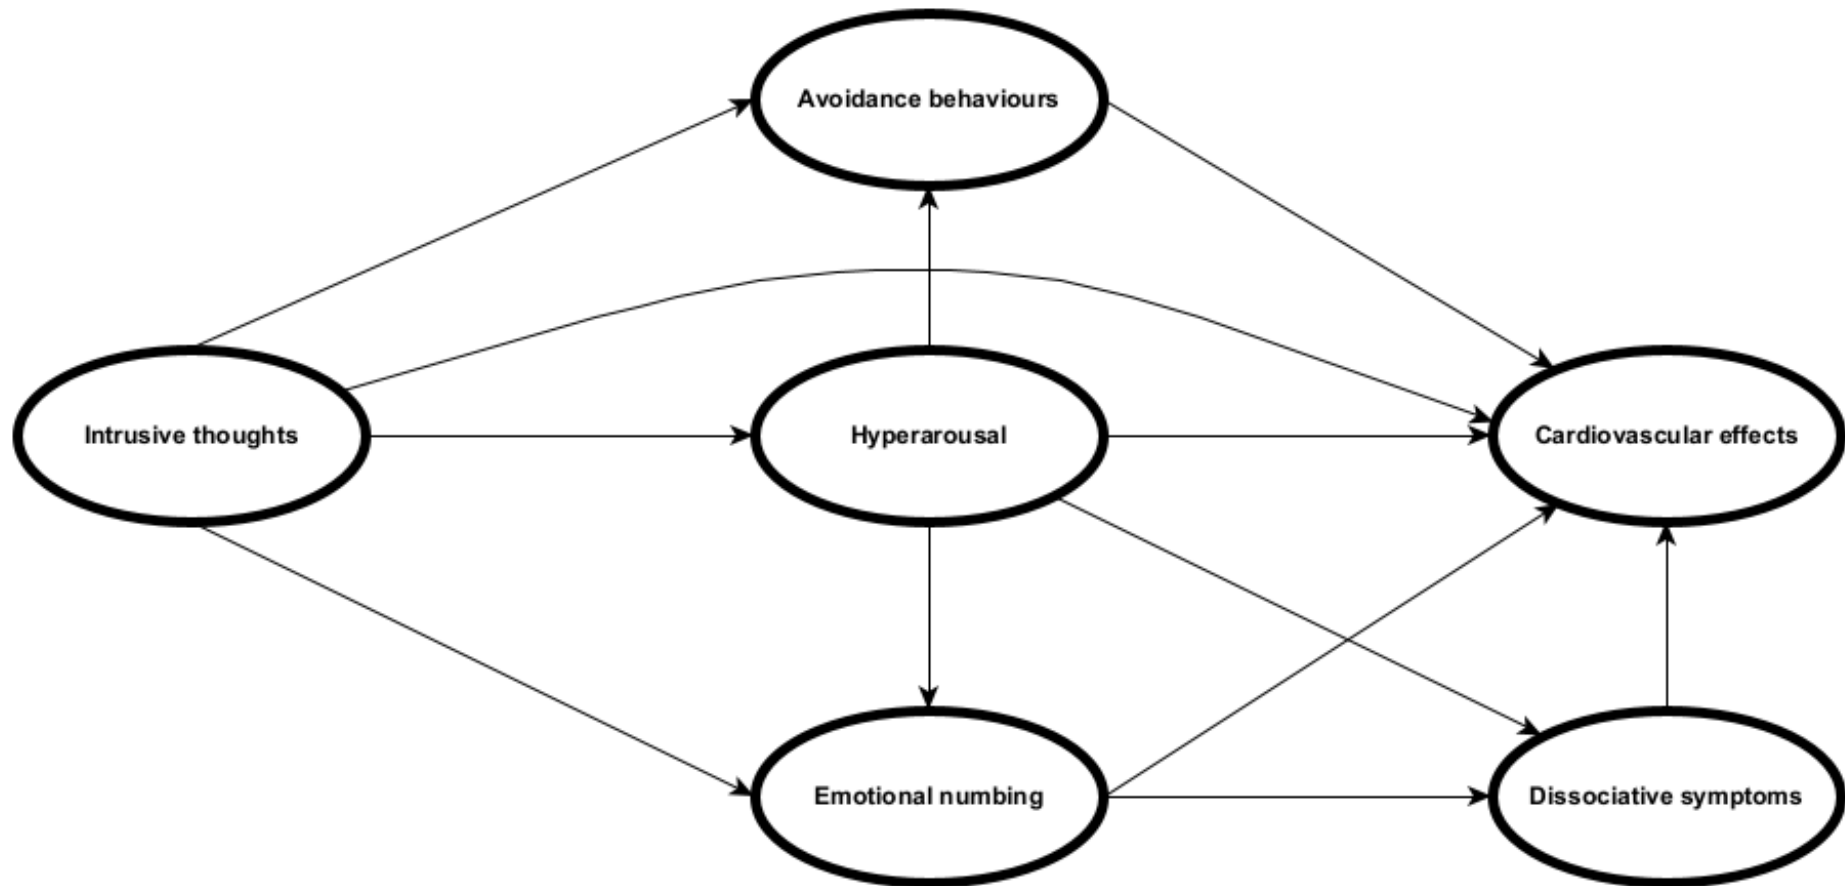 Avoidance behaviours
Intrusive thoughts
Hyperarousal
Cardiovascular effects
Emotional numbing
Dissociative symptoms